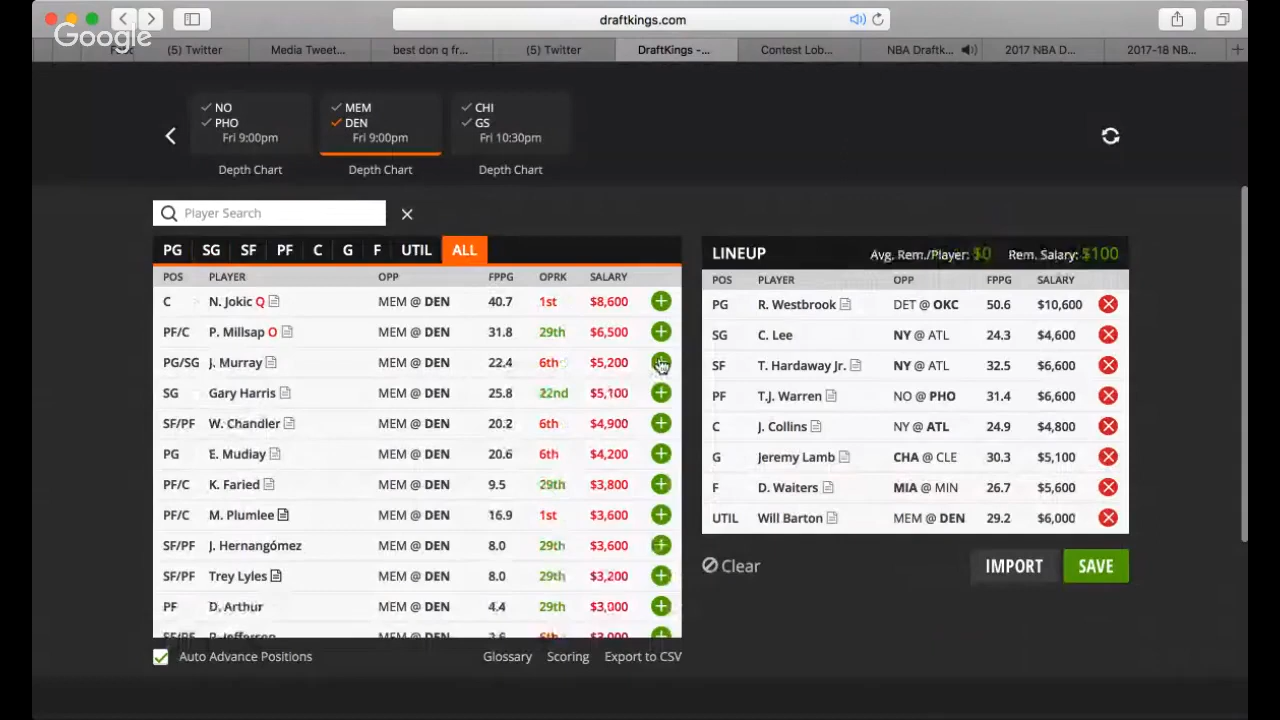 draftkings.com
Google
(5) Twitter Media Tweet... best don q fr... (5) Twitter DraftKings -... Contest Lob... NBA Draftk... 2017 NBA D... 2017-18 NB...
NO MEM CHI
PHO DEN GS
Fri 9:00pm Fri 9:00pm Fri 10:30pm
Depth Chart Depth Chart Depth Chart
Player Search
PG SG SF PF C G F UTIL ALL
POS PLAYER OPP FPPG OPRK SALARY
C N. Jokic Q MEM @ DEN 40.7 1st $8,600
PF/C P. Millsap O MEM @ DEN 31.8 29th $6,500
PG/SG J. Murray MEM @ DEN 22.4 6th $5,200
SG Gary Harris MEM @ DEN 25.8 22nd $5,100
SF/PF W. Chandler MEM @ DEN 20.2 6th $4,900
PG E. Mudiay MEM @ DEN 20.6 6th $4,200
PF/C K. Faried MEM @ DEN 9.5 29th $3,800
PF/C M. Plumlee MEM @ DEN 16.9 1st $3,600
SF/PF J. Hernangómez MEM @ DEN 8.0 29th $3,600
SF/PF Trey Lyles MEM @ DEN 8.0 29th $3,200
PF D. Arthur MEM @ DEN 4.4 29th $3,000
SF/PF R. Jefferson MEM @ DEN 6th $3,000
Auto Advance Positions Glossary Scoring Export to CSV
LINEUP Avg. Rem./Player: $0 Rem. Salary: $100
POS PLAYER OPP FPPG SALARY
PG R. Westbrook DET @ OKC 50.6 $10,600
SG C. Lee NY @ ATL 24.3 $4,600
SF T. Hardaway Jr. NY @ ATL 32.5 $6,600
PF T.J. Warren NO @ PHO 31.4 $6,600
C J. Collins NY @ ATL 24.9 $4,800
G Jeremy Lamb CHA @ CLE 30.3 $5,100
F D. Waiters MIA @ MIN 26.7 $5,600
UTIL Will Barton MEM @ DEN 29.2 $6,000
Clear IMPORT SAVE